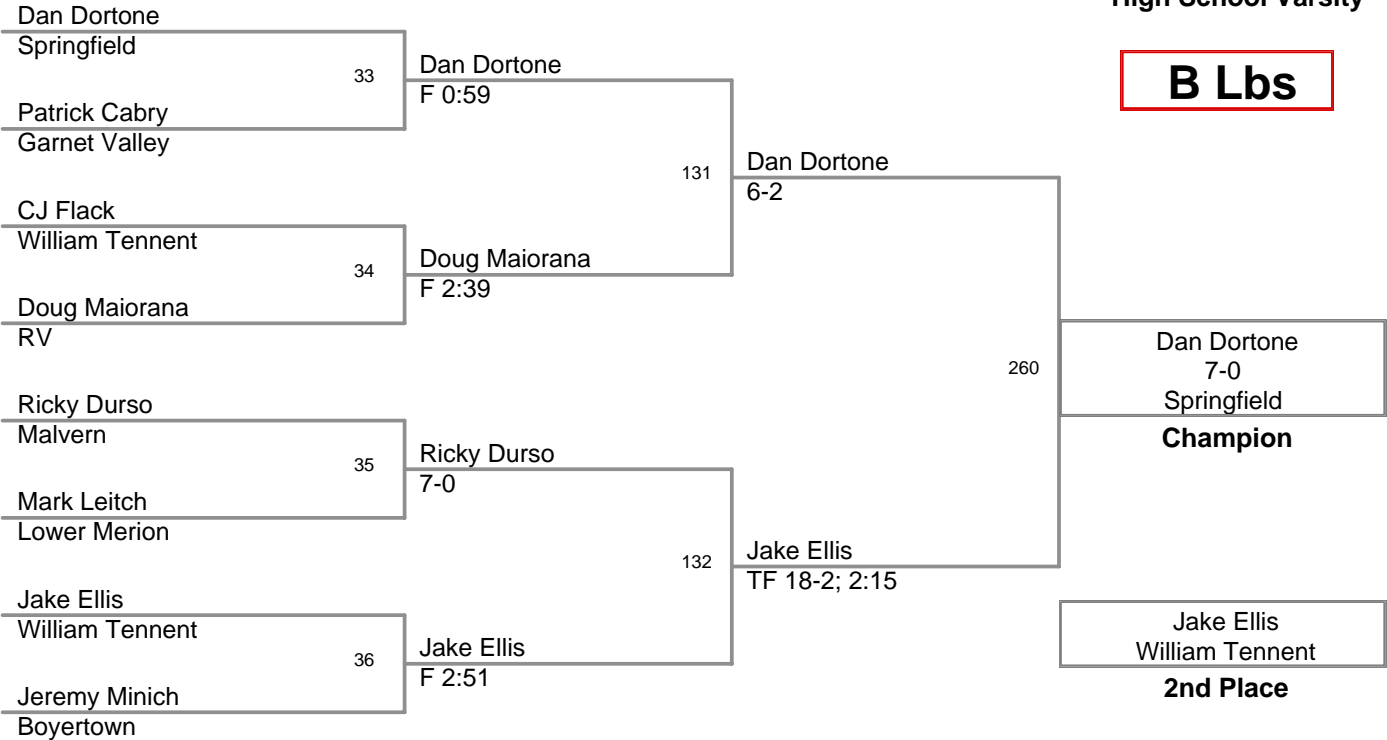 High School Varsity
B Lbs
Dan Dortone
Springfield
33
Patrick Cabry
Garnet Valley
CJ Flack
William Tennent
34
Doug Maiorana
RV
Ricky Durso
Malvern
35
Mark Leitch
Lower Merion
Jake Ellis
William Tennent
36
Jeremy Minich
Boyertown
Dan Dortone
F 0:59
131
Doug Maiorana
F 2:39
Ricky Durso
7-0
132
Jake Ellis
F 2:51
Dan Dortone
6-2
260
Jake Ellis
TF 18-2; 2:15
Dan Dortone
7-0
Springfield
Champion
Jake Ellis
William Tennent
2nd Place